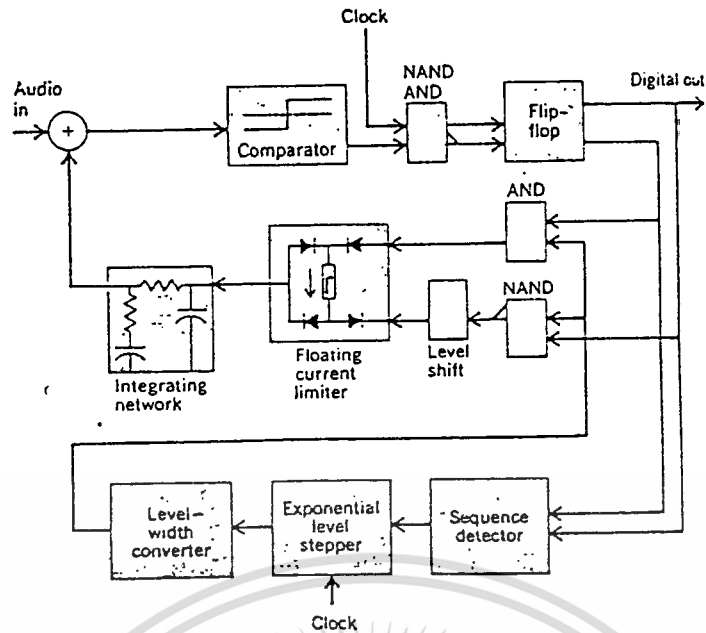 Clock
Audio
in
+
Comparator
NAND
AND
Flip-
flop
Digital out
AND
NAND
Level
shift
Floating
current
limiter
Integrating
network
Level-
width
converter
Exponential
level
stepper
Sequence
detector
Clock